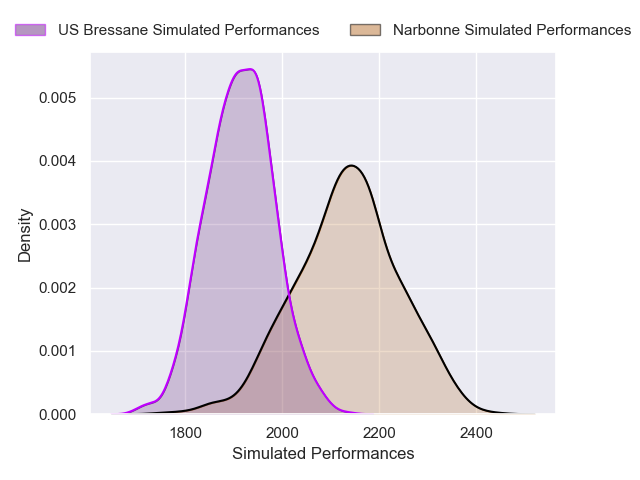 US Bressane Simulated Performances
Narbonne Simulated Performances
0.005
0.004
0.003
0.002
0.001
0.000
Density
1800
2000
2200
2400
Simulated Performances